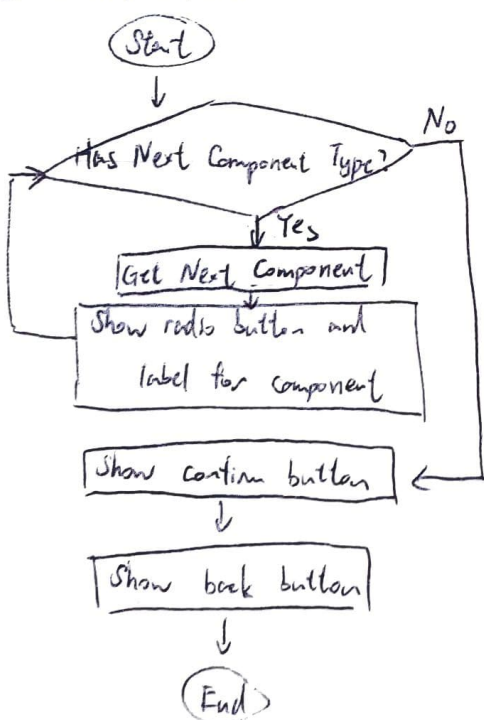 Start
No
Has Next Component Type?
Yes
Get Next Component
Show radio button and
label for component
Show confirm button
Show back button
End